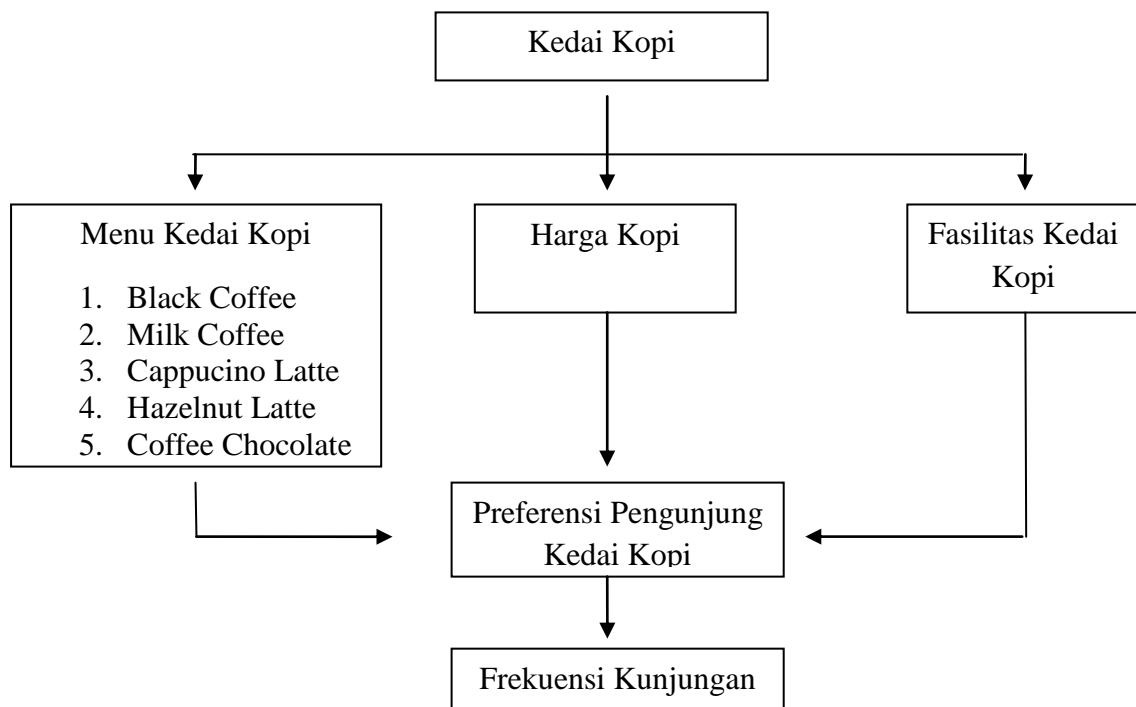 Kedai Kopi
Menu Kedai Kopi
1. Black Coffee
2. Milk Coffee
3. Cappucino Latte
4. Hazelnut Latte
5. Coffee Chocolate
Harga Kopi
Fasilitas Kedai
Kopi
Preferensi Pengunjung
Kedai Kopi
Frekuensi Kunjungan